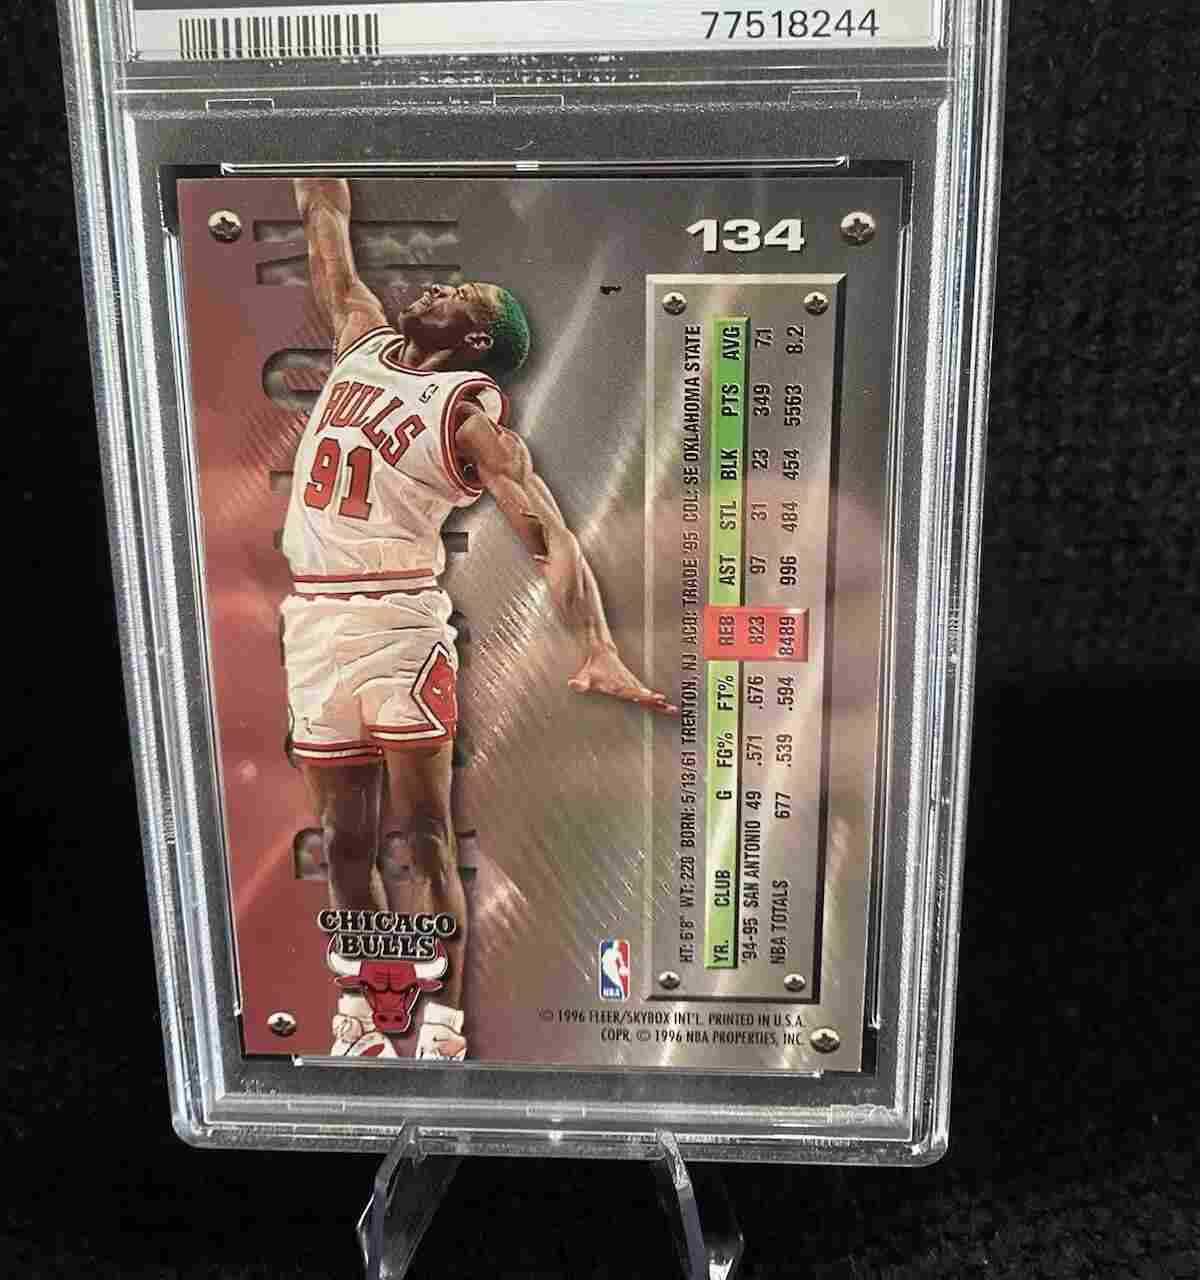 77518244
134
BULLS
91
CHICAGO
BULLS
HT: 6'8" WT: 220 BORN: 5/13/61 TRENTON, NJ ACQ: TRADE '95 COL: SE OKLAHOMA STATE
YR. CLUB G FG% FT% REB AST STL BLK PTS AVG
'94-95 SAN ANTONIO 49 .571 .676 823 97 31 23 349 7.1
NBA TOTALS 677 .539 .594 8489 996 484 454 5563 8.2
NBA
© 1996 FLEER/SKYBOX INT'L. PRINTED IN U.S.A.
COPR. © 1996 NBA PROPERTIES, INC.